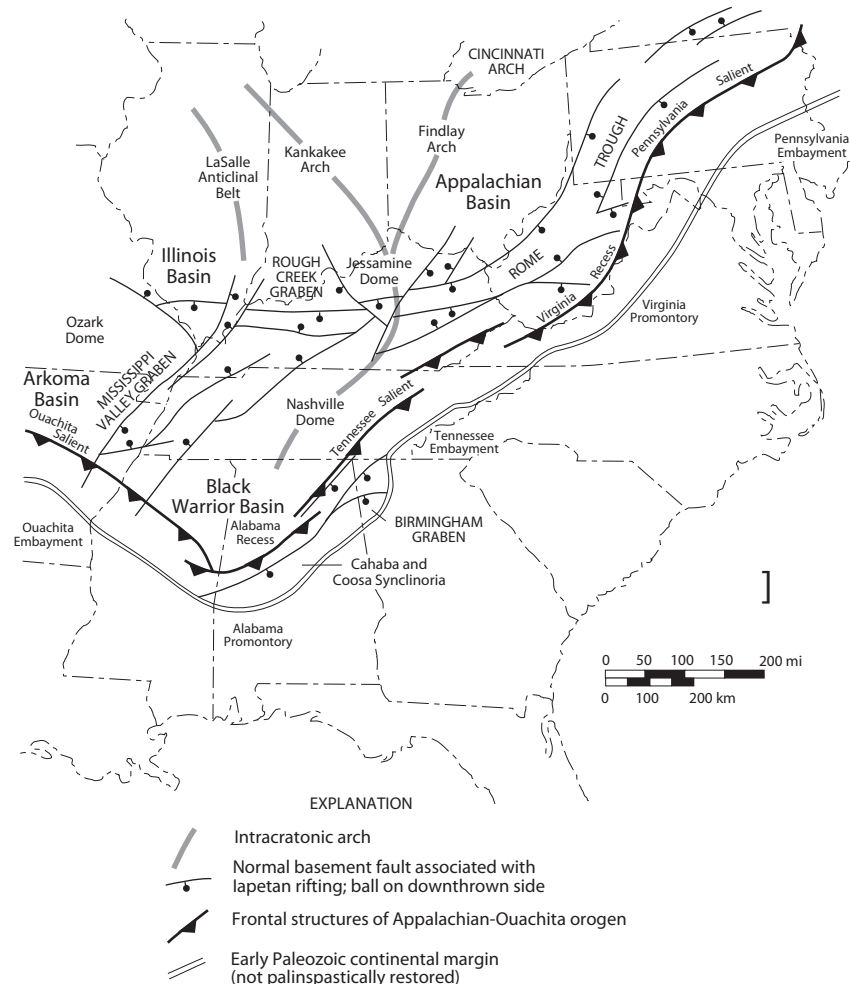 CINCINNATI
ARCH
Salient
Pennsylvania
TROUGH
Pennsylvania
Embayment
Findlay
Arch
Kankakee
Arch
LaSalle
Anticlinal
Belt
Appalachian
Basin
Illinois
Basin
ROUGH
CREEK
GRABEN
Jessamine
Dome
ROME
Recess
Virginia
Virginia
Promontory
Ozark
Dome
MISSISSIPPI
VALLEY GRABEN
Arkoma
Basin
Ouachita
Salient
Nashville
Dome
Tennessee Salient
Tennessee
Embayment
Black
Warrior Basin
Alabama
Recess
BIRMINGHAM
GRABEN
Ouachita
Embayment
Cahaba and
Coosa Synclinoria
Alabama
Promontory
]
0 50 100 150 200 mi
0 100 200 km
EXPLANATION
Intracratonic arch
Normal basement fault associated with
Iapetan rifting; ball on downthrown side
Frontal structures of Appalachian-Ouachita orogen
Early Paleozoic continental margin
(not palinspastically restored)